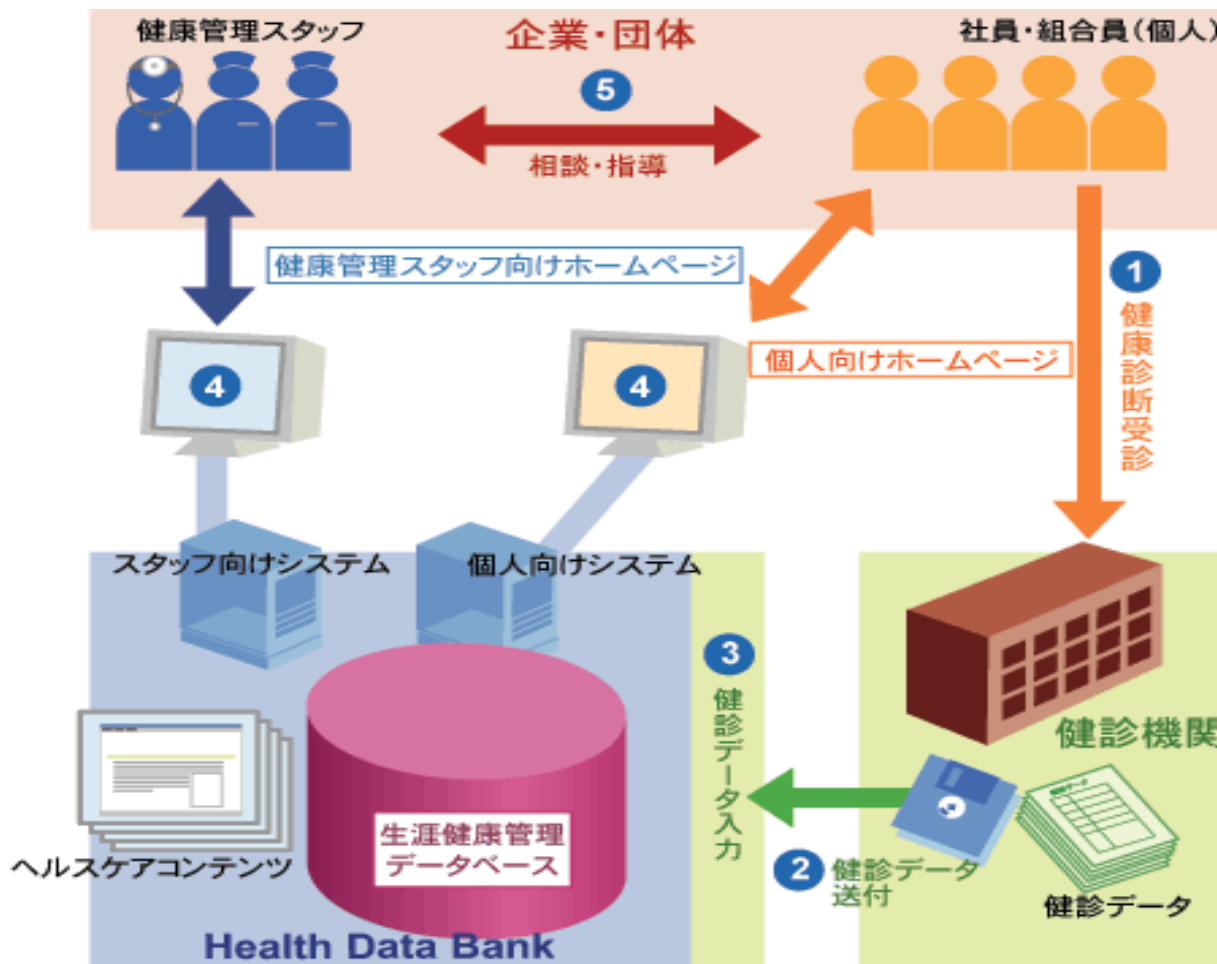 健康管理スタッフ
企業・団体
社員・組合員(個人)
5
相談・指導
健康管理スタッフ向けホームページ
1
健康診断受診
個人向けホームページ
4
4
スタッフ向けシステム
個人向けシステム
3
健診データ入力
健診機関
生涯健康管理
データベース
ヘルスケアコンテンツ
2
健診データ
送付
健診データ
Health Data Bank